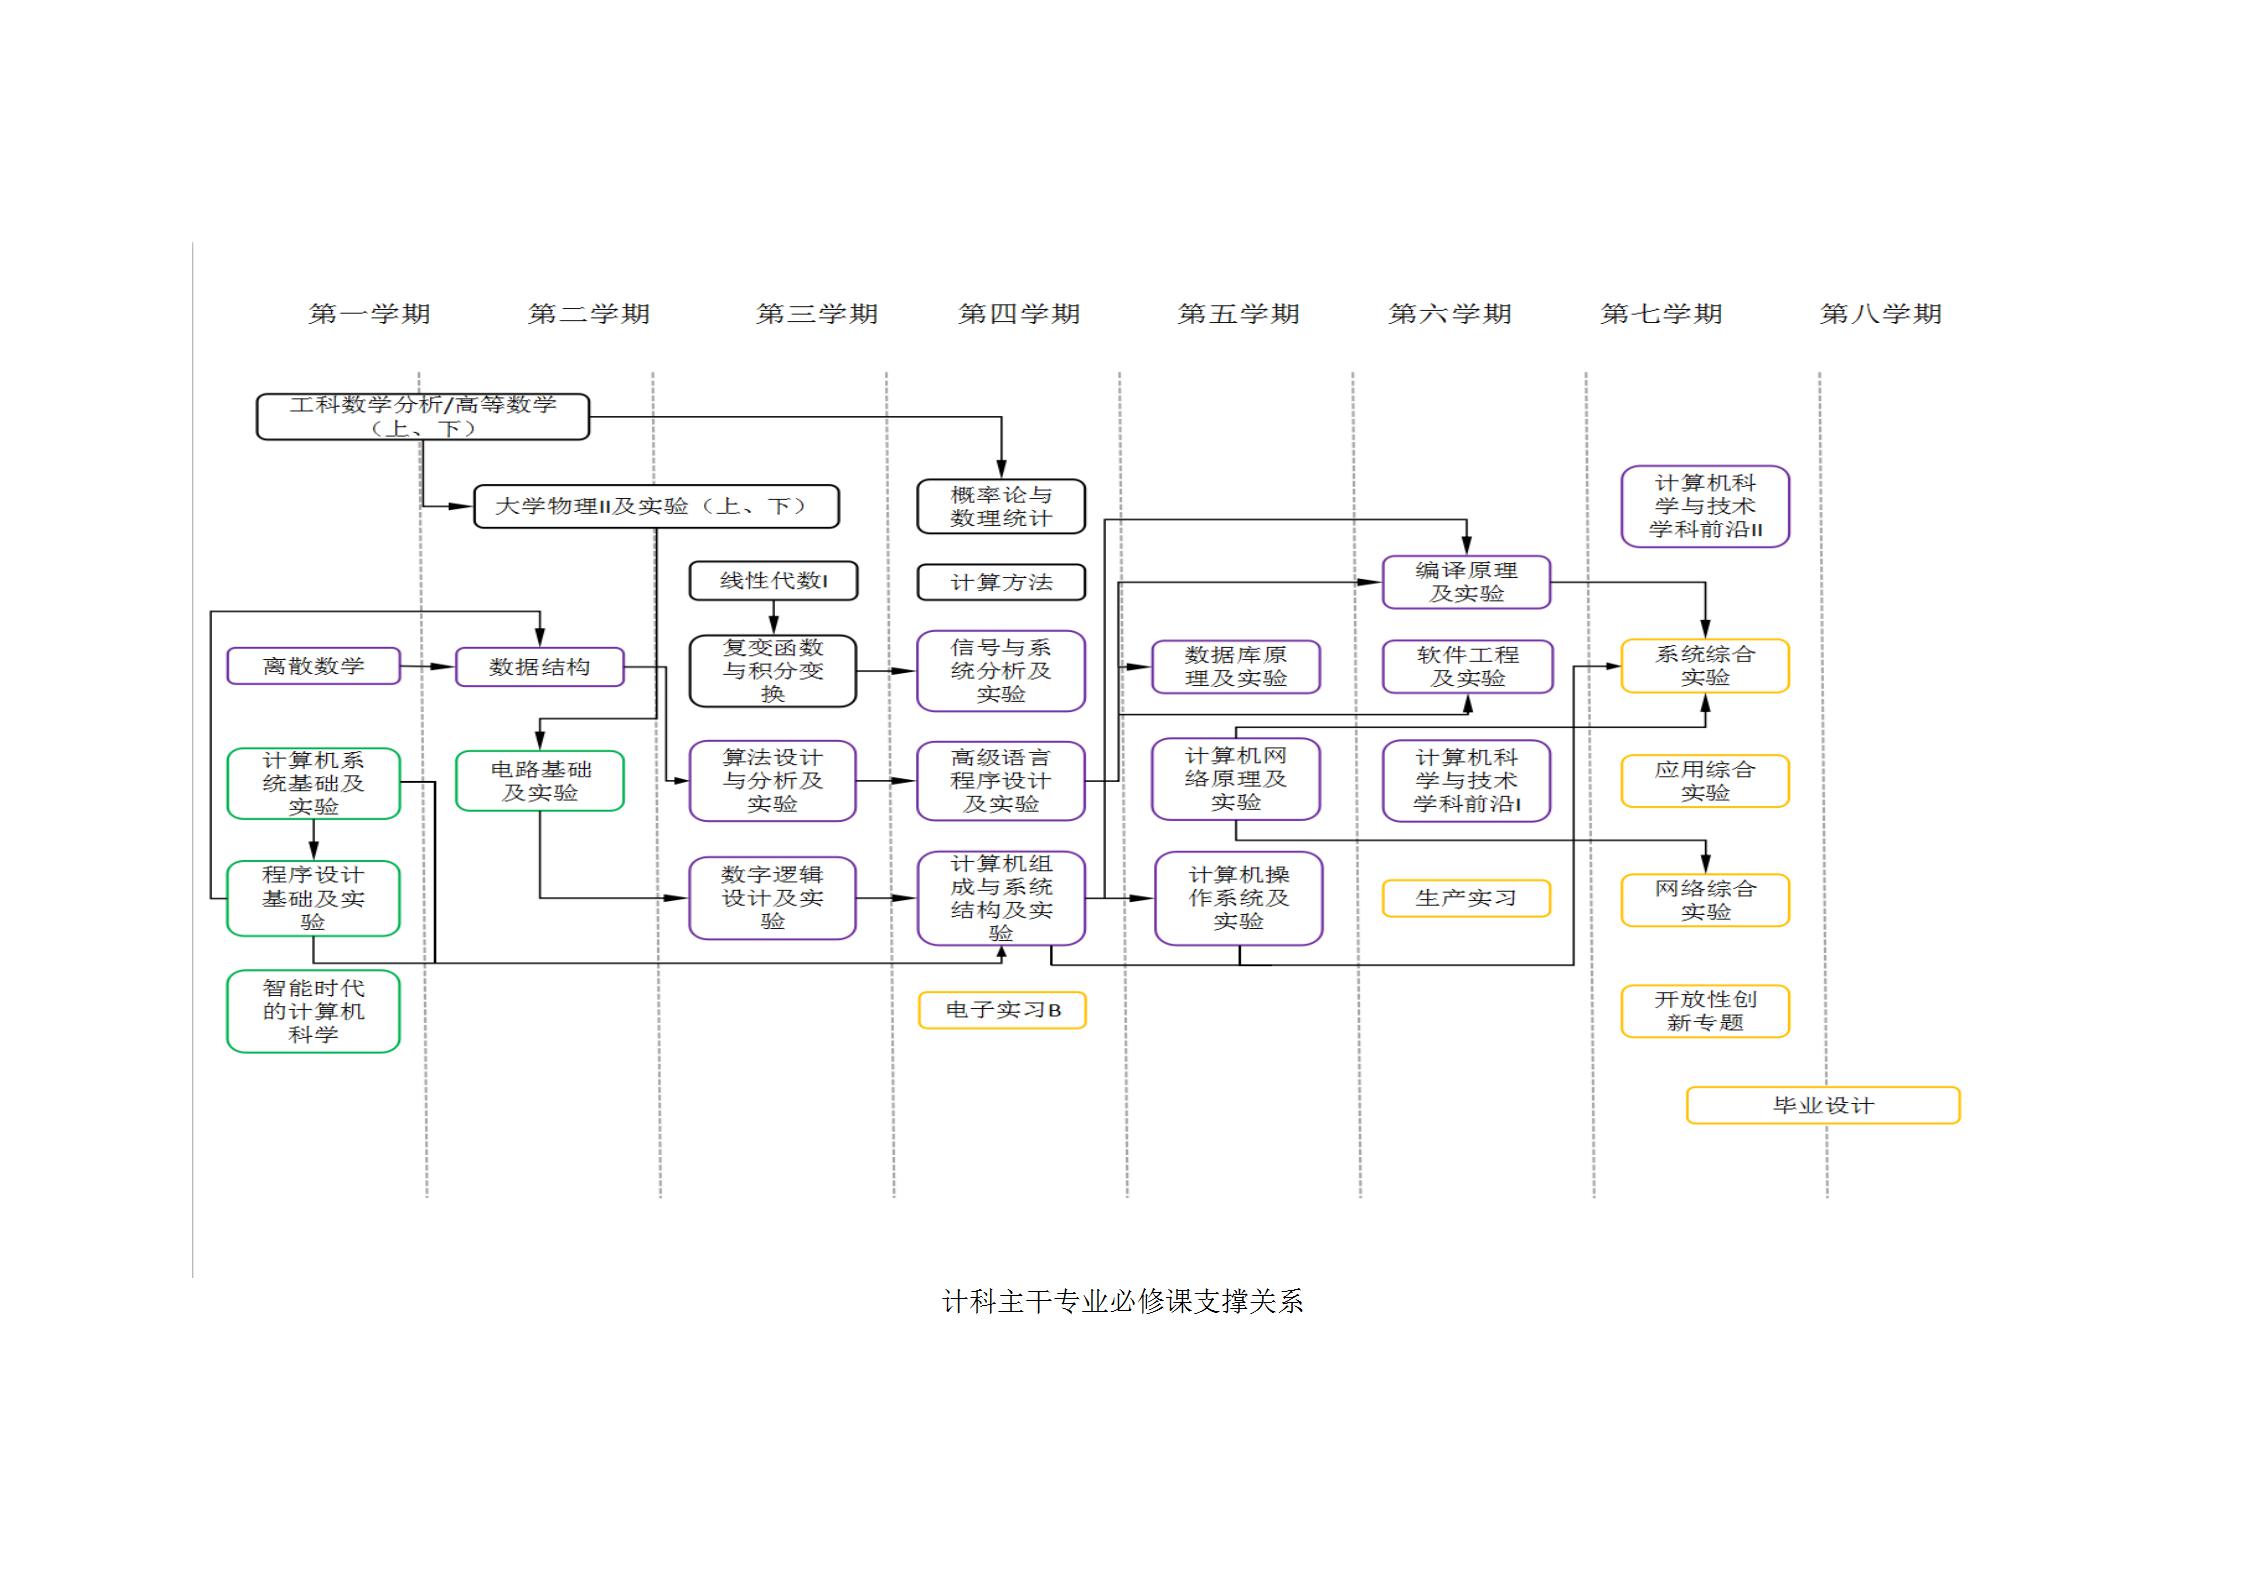 第一学期
第二学期
第三学期
第四学期
第五学期
第六学期
第七学期
第八学期
工科数学分析/高等数学
（上、下）
大学物理II及实验（上、下）
概率论与
数理统计
计算机科
学与技术
学科前沿II
线性代数I
计算方法
编译原理
及实验
离散数学
数据结构
复变函数
与积分变
换
信号与系
统分析及
实验
数据库原
理及实验
软件工程
及实验
系统综合
实验
计算机系
统基础及
实验
电路基础
及实验
算法设计
与分析及
实验
高级语言
程序设计
及实验
计算机网
络原理及
实验
计算机科
学与技术
学科前沿I
应用综合
实验
程序设计
基础及实
验
数字逻辑
设计及实
验
计算机组
成与系统
结构及实
验
计算机操
作系统及
实验
生产实习
网络综合
实验
智能时代
的计算机
科学
电子实习B
开放性创
新专题
毕业设计
计科主干专业必修课支撑关系